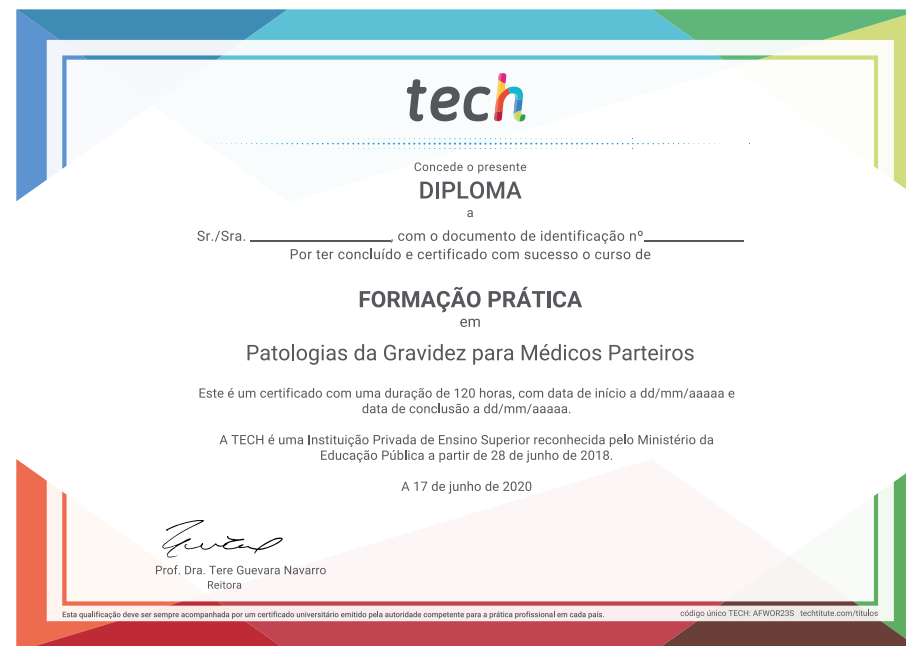 tech
Concede o presente
DIPLOMA
a
Sr./Sra. ________________, com o documento de identificação nº____________
Por ter concluído e certificado com sucesso o curso de
FORMAÇÃO PRÁTICA
em
Patologias da Gravidez para Médicos Parteiros
Este é um certificado com uma duração de 120 horas, com data de início a dd/mm/aaaaa e
data de conclusão a dd/mm/aaaaa.
A TECH é uma Instituição Privada de Ensino Superior reconhecida pelo Ministério da
Educação Pública a partir de 28 de junho de 2018.
A 17 de junho de 2020
Prof. Dra. Tere Guevara Navarro
Reitora
Esta qualificação deve ser sempre acompanhada por um certificado universitário emitido pela autoridade competente para a prática profissional em cada país.
código único TECH: AFWOR23S techtitute.com/titulos